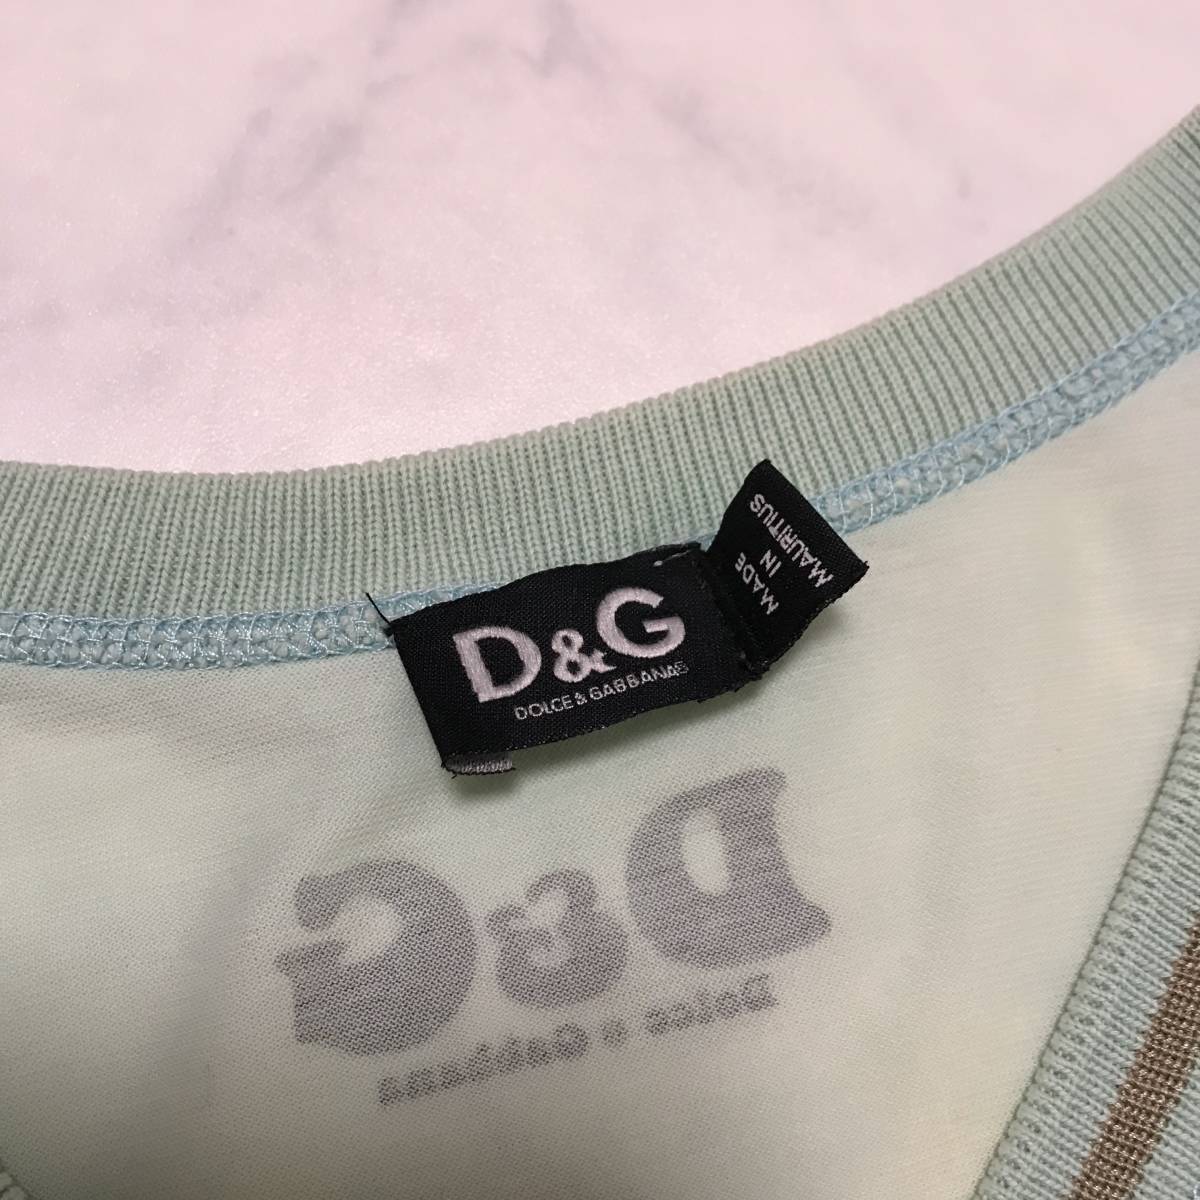 D&G
DOLCE & GABBANA®
MADE
IN
MAURITIUS
D&G
Dolce & Gabbana